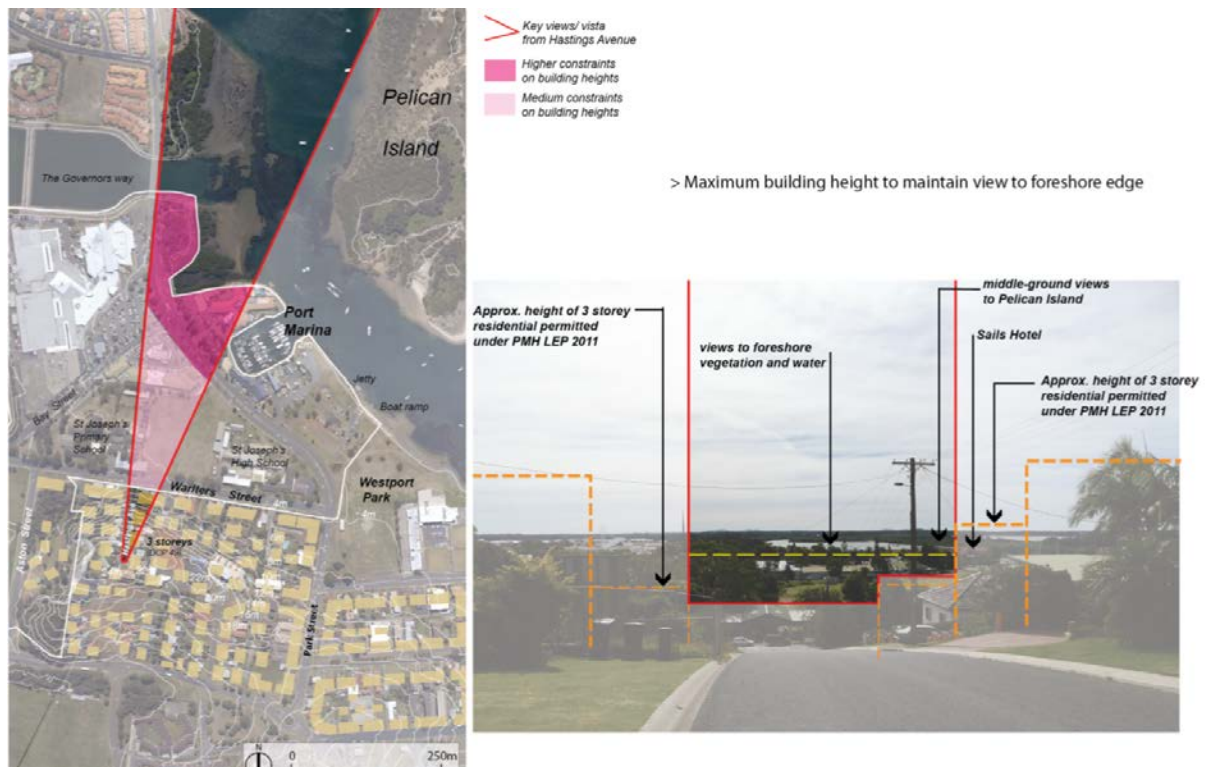 Key views/ vista
from Hastings Avenue
Higher constraints
on building heights
Medium constraints
on building heights
Pelican
Island
The Governors way
Port
Marina
Jetty
Boat ramp
Bay Street
St Joseph's
Primary
School
St Joseph's
High School
Warlters Street
Westport
Park
Aston Street
3 storeys
Park Street
N
0
250m
> Maximum building height to maintain view to foreshore edge
Approx. height of 3 storey
residential permitted
under PMH LEP 2011
views to foreshore
vegetation and water
middle-ground views
to Pelican Island
Sails Hotel
Approx. height of 3 storey
residential permitted
under PMH LEP 2011